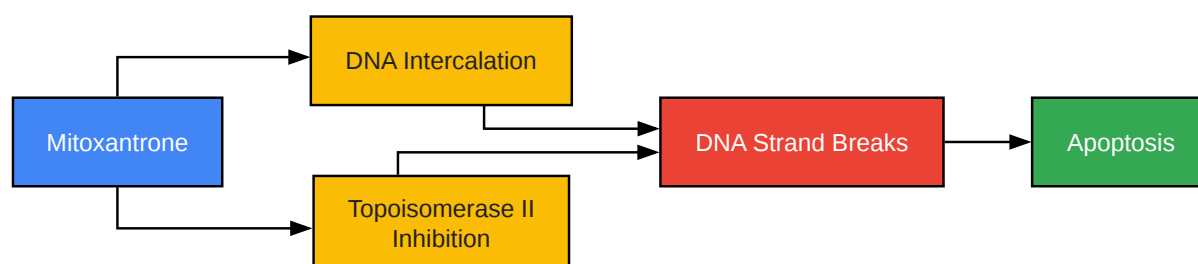 Mitoxantrone
DNA Intercalation
Topoisomerase II
Inhibition
DNA Strand Breaks
Apoptosis